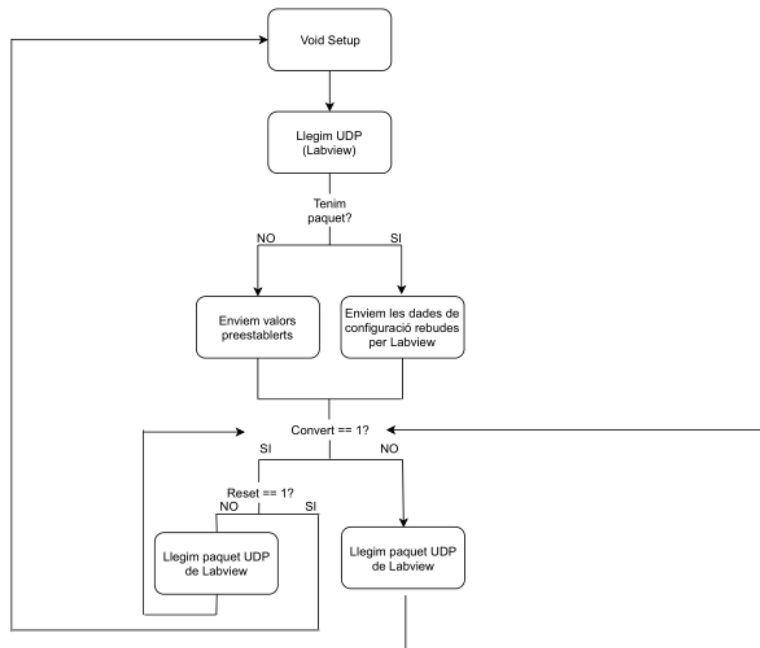 Void Setup
Llegim UDP
(Labview)
Tenim
paquet?
NO
SI
Enviem valors
preestablerts
Enviem les dades de
configuració rebudes
per Labview
Convert == 1?
SI
NO
Reset == 1?
NO
SI
Llegim paquet UDP
de Labview
Llegim paquet UDP
de Labview